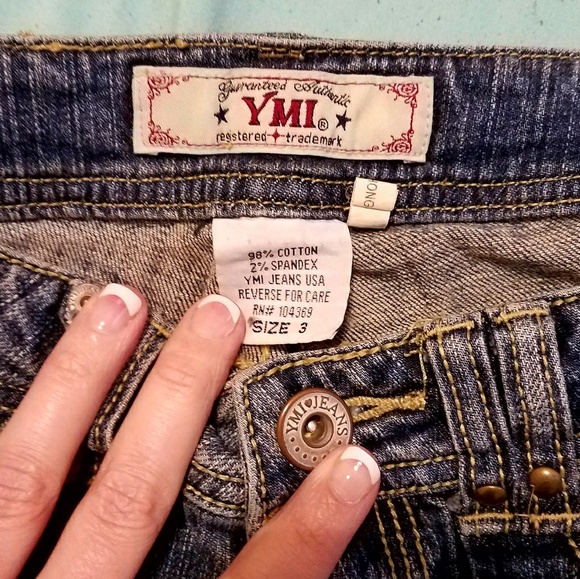 Guaranteed Authentic
YMI®
registered trademark
ONG
98% COTTON
2% SPANDEX
YMI JEANS USA
REVERSE FOR CARE
RN# 104369
SIZE 3
YMI♥JEANS